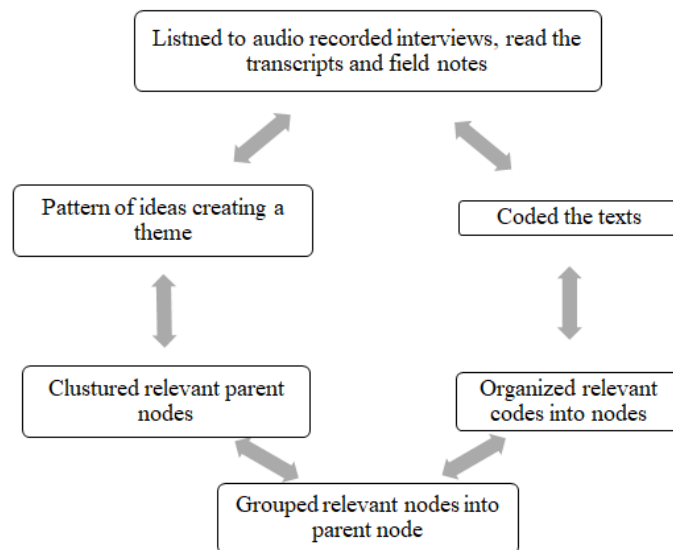 Listned to audio recorded interviews, read the
transcripts and field notes
Pattern of ideas creating a
theme
Coded the texts
Clustured relevant parent
nodes
Organized relevant
codes into nodes
Grouped relevant nodes into
parent node